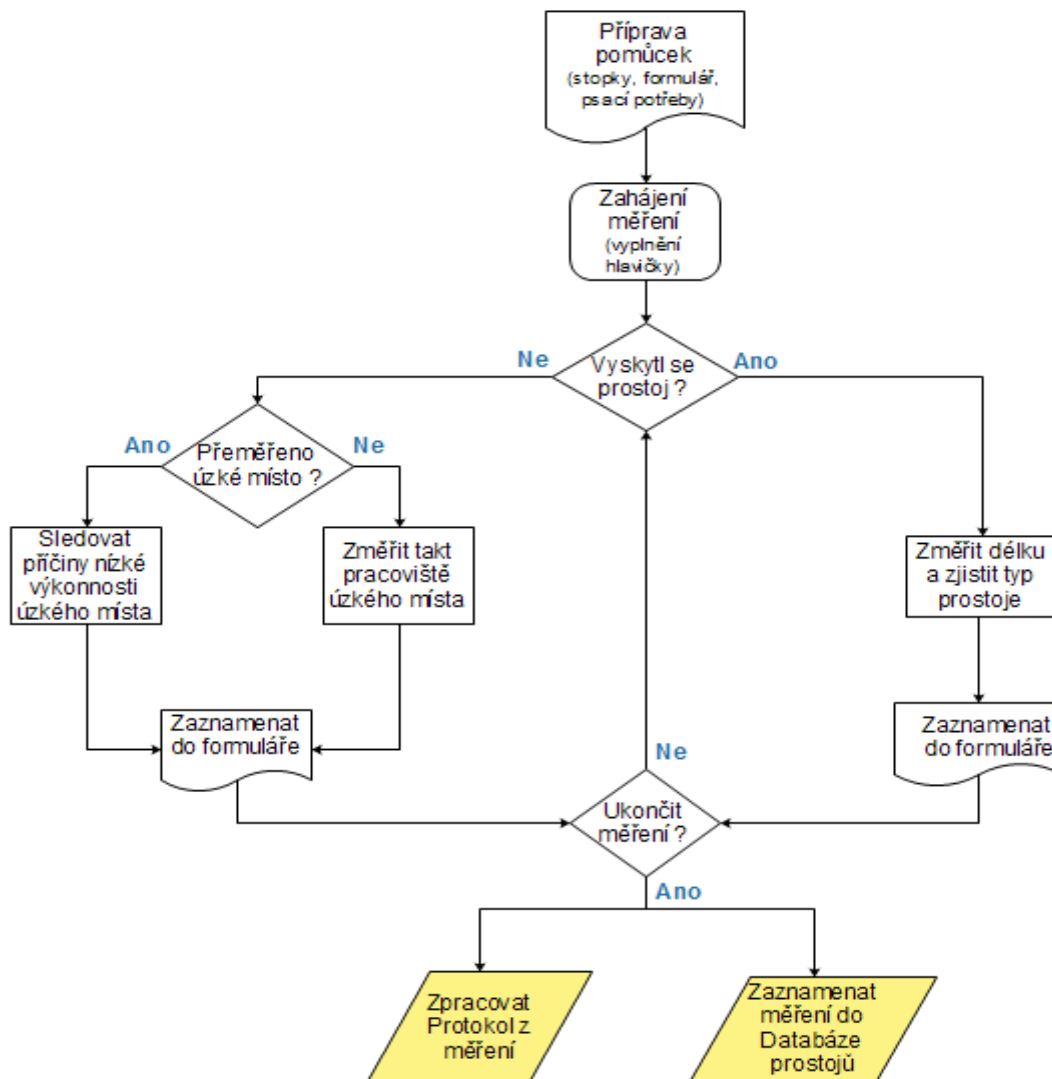 Příprava
pomůcek
(stopky, formulář,
psací potřeby)
Zahájení
měření
(vyplnění
hlavičky)
Vyskytl se
prostoj ?
Ne
Ano
Přeměřeno
úzké místo ?
Ano
Ne
Sledovat
příčiny nízké
výkonnosti
úzkého místa
Změřit takt
pracoviště
úzkého místa
Změřit délku
a zjistit typ
prostoje
Zaznamenat
do formuláře
Zaznamenat
do formuláře
Ne
Ukončit
měření ?
Ano
Zpracovat
Protokol z
měření
Zaznamenat
měření do
Databáze
prostojů